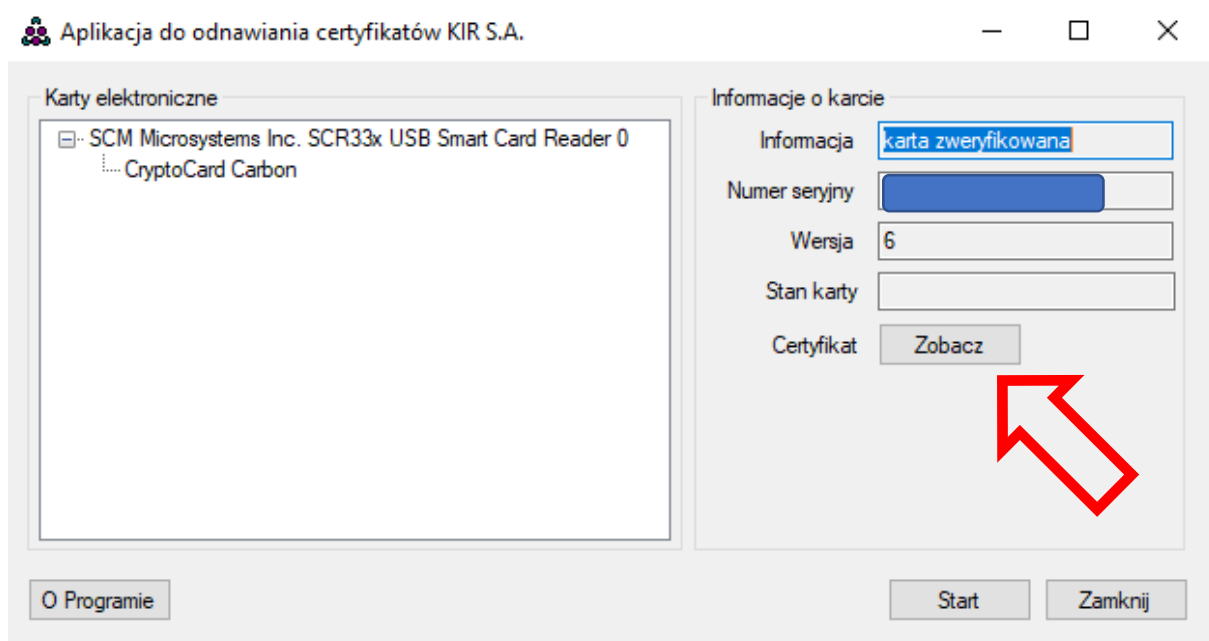 Aplikacja do odnawiania certyfikatów KIR S.A.
Karty elektroniczne
SCM Microsystems Inc. SCR33x USB Smart Card Reader 0
CryptoCard Carbon
Informacje o karcie
Informacja karta zweryfikowana
Numer seryjny
Wersja 6
Stan karty
Certyfikat Zobacz
O Programie
Start Zamknij